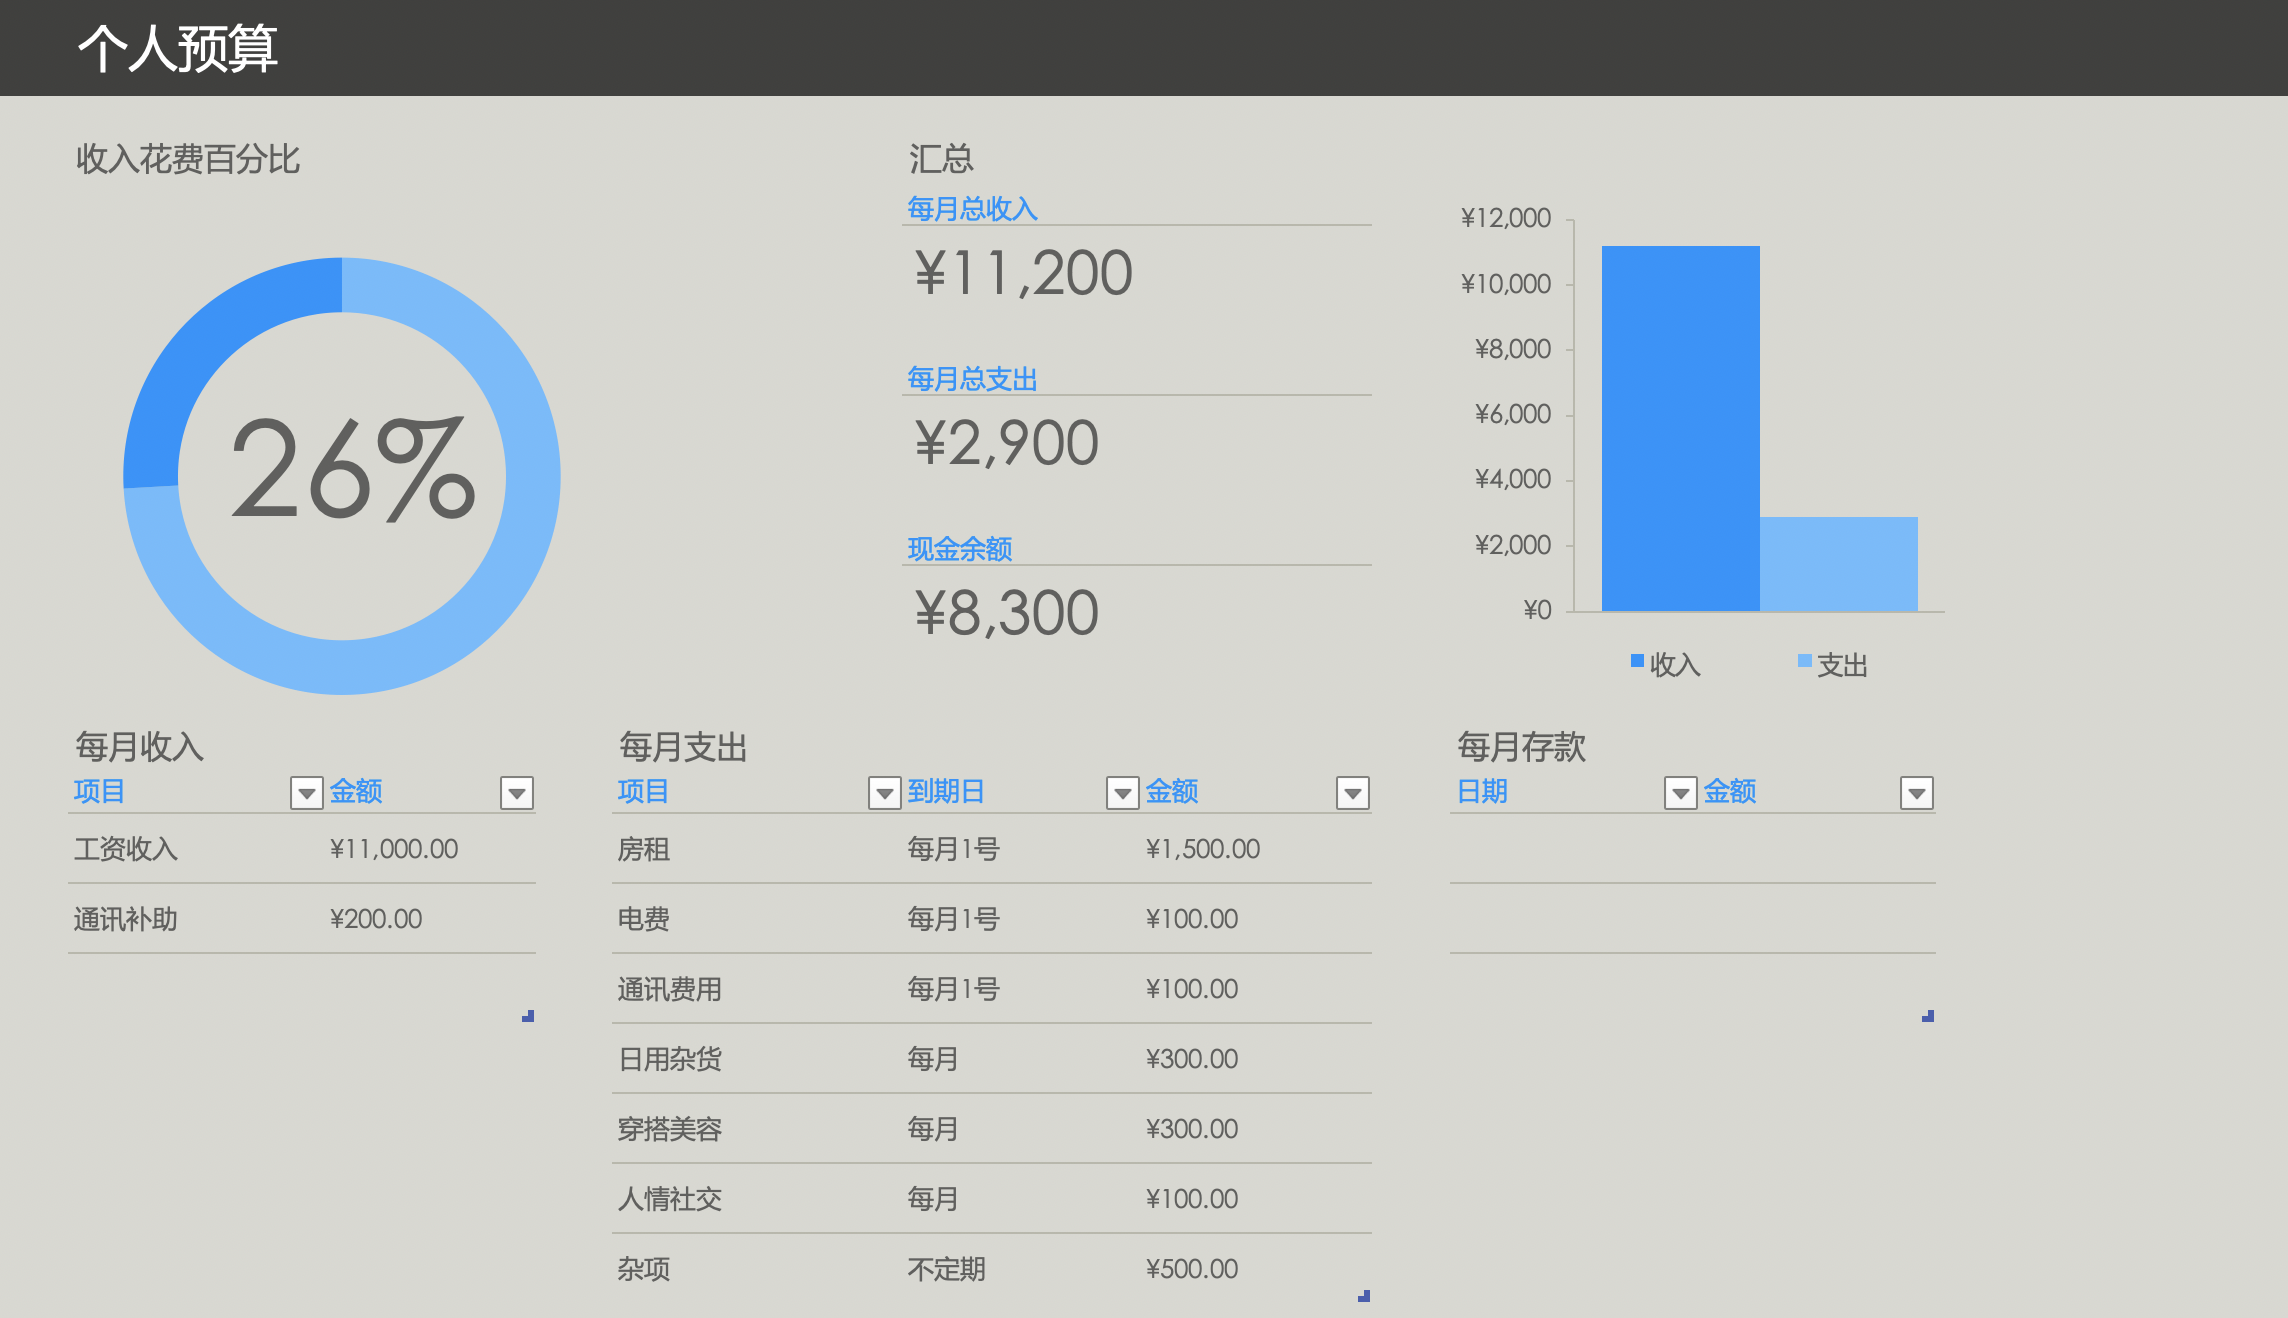 个人预算
收入花费百分比
26%
汇总
每月总收入
¥11,200
每月总支出
¥2,900
现金余额
¥8,300
¥12,000
¥10,000
¥8,000
¥6,000
¥4,000
¥2,000
¥0
收入 支出
每月收入
项目 金额
工资收入 ¥11,000.00
通讯补助 ¥200.00
每月支出
项目 到期日 金额
房租 每月1号 ¥1,500.00
电费 每月1号 ¥100.00
通讯费用 每月1号 ¥100.00
日用杂货 每月 ¥300.00
穿搭美容 每月 ¥300.00
人情社交 每月 ¥100.00
杂项 不定期 ¥500.00
每月存款
日期 金额